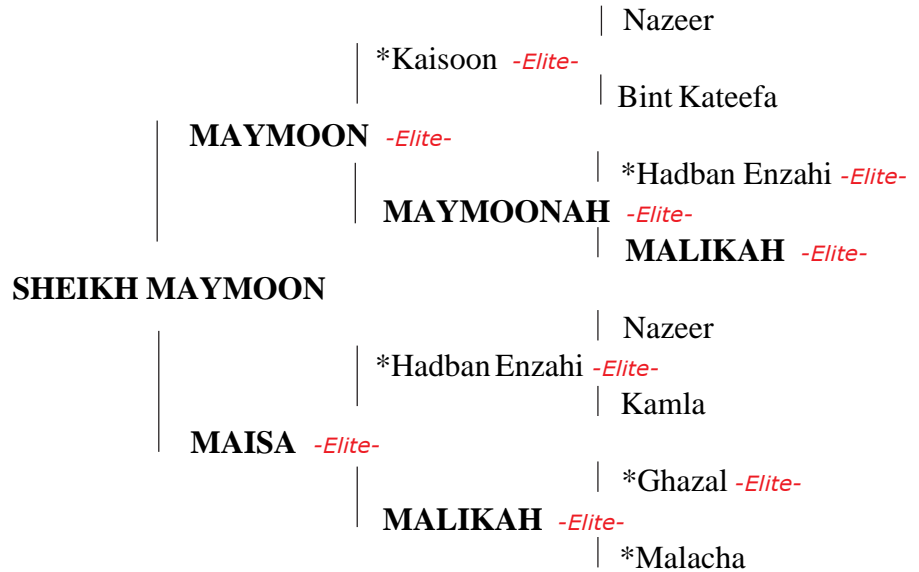 Nazeer
*Kaisoon -Elite-
Bint Kateefa
MAYMOON -Elite-
*Hadban Enzahi -Elite-
MAYMOONAH -Elite-
MALIKAH -Elite-
SHEIKH MAYMOON
Nazeer
*Hadban Enzahi -Elite-
Kamla
MAISA -Elite-
*Ghazal -Elite-
MALIKAH -Elite-
*Malacha